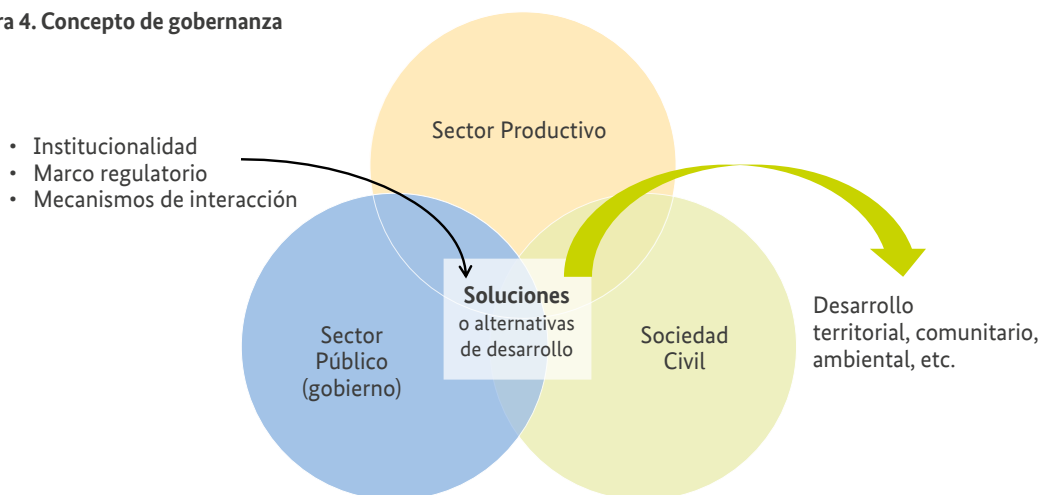 ra 4. Concepto de gobernanza
Sector Productivo
• Institucionalidad
• Marco regulatorio
• Mecanismos de interacción
Soluciones
o alternativas
de desarrollo
Sector
Público
(gobierno)
Sociedad
Civil
Desarrollo
territorial, comunitario,
ambiental, etc.